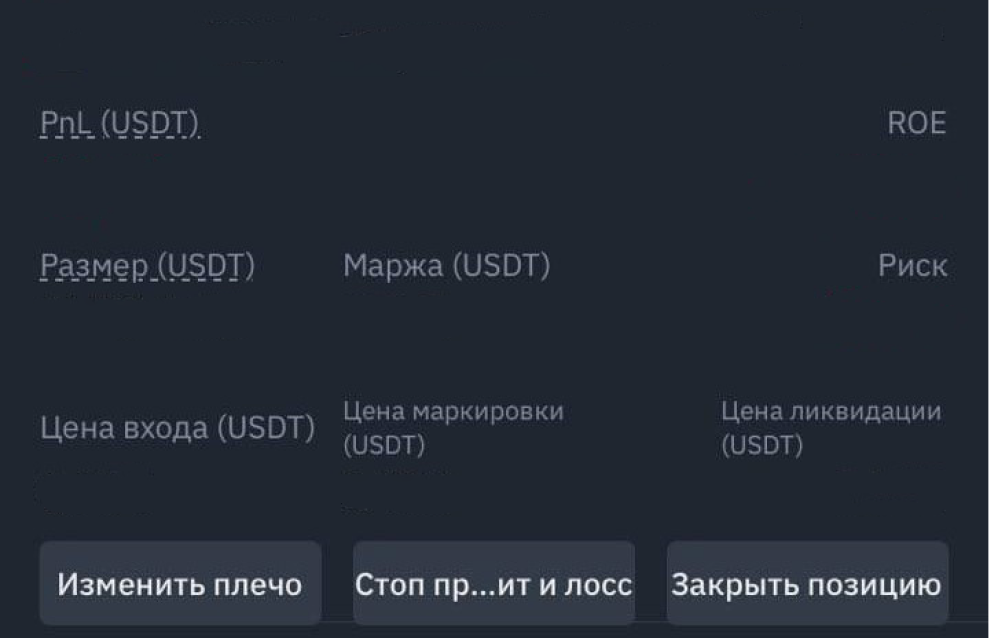 PnL (USDT)
ROE
Размер (USDT)
Маржа (USDT)
Риск
Цена входа (USDT)
Цена маркировки
(USDT)
Цена ликвидации
(USDT)
Изменить плечо
Стоп пр...ит и лосс
Закрыть позицию